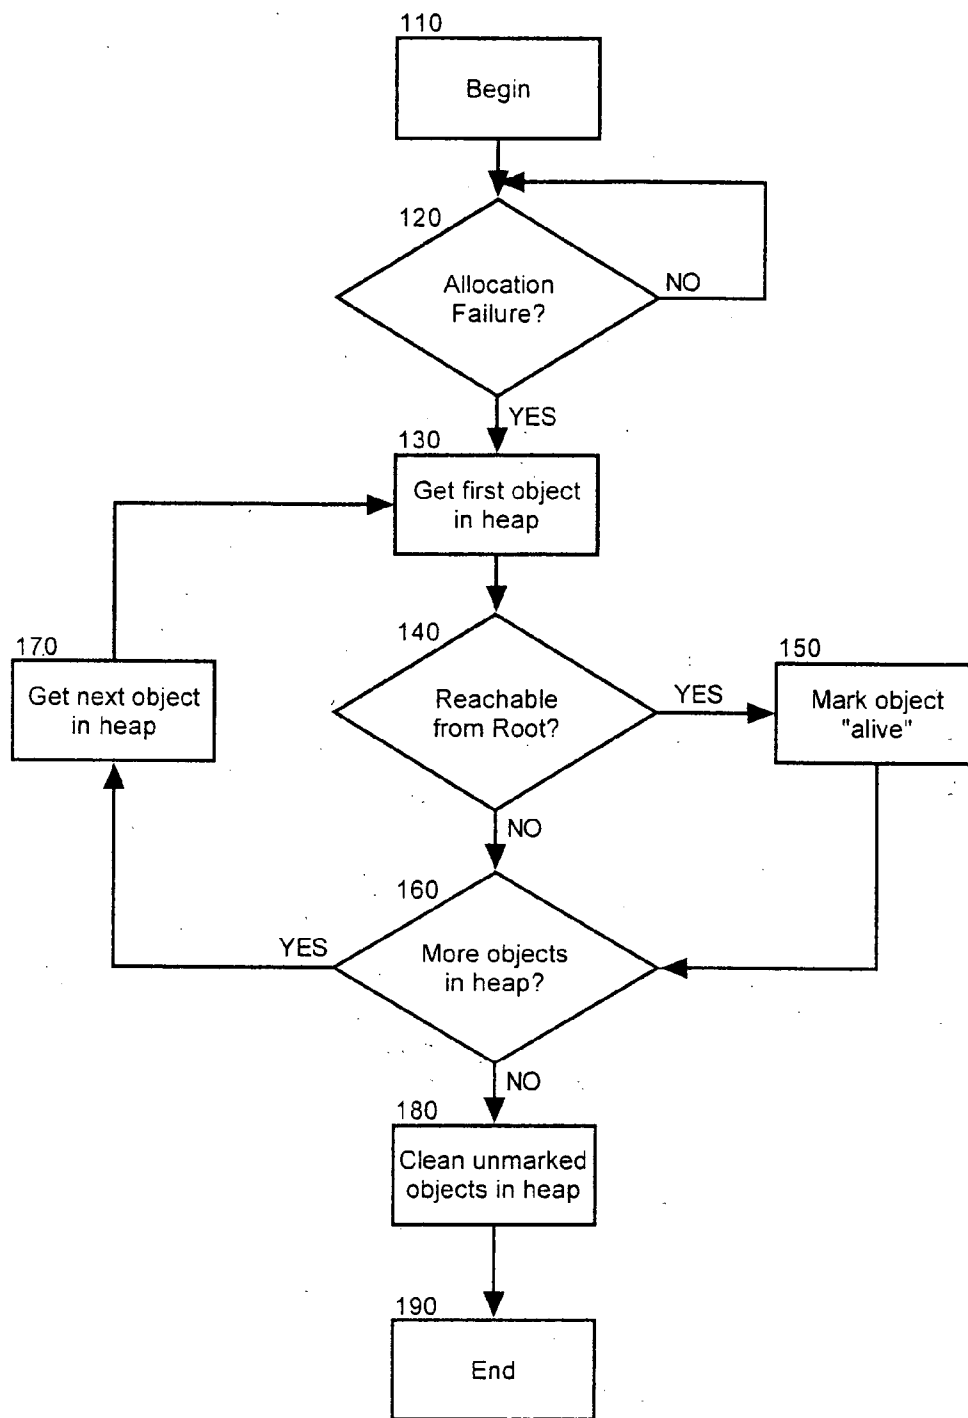 110
Begin
120
Allocation
Failure?
NO
YES
130
Get first object
in heap
140
Reachable
from Root?
YES
150
Mark object
"alive"
170
Get next object
in heap
NO
160
More objects
in heap?
YES
NO
180
Clean unmarked
objects in heap
190
End